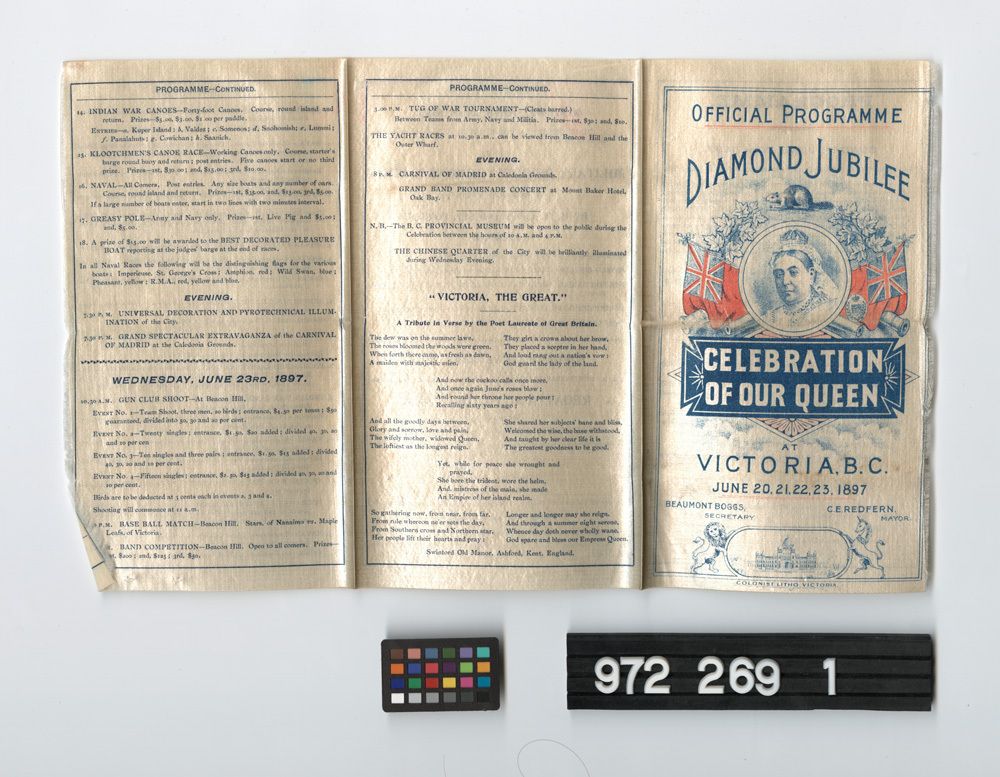 PROGRAMME—CONTINUED.
14. INDIAN WAR CANOES—Forty-foot Canoes. Course, round island and
return. Prizes—$5.00, $3.00, $2.00 per paddle.
ENTRIES—a, Kuper Island; b, Valdez; c, Somenos; d, Snohonish; e, Lummi;
f, Panalahuts; g, Cowichan; h, Saanich.
15. KLOOTCHMEN'S CANOE RACE—Working Canoes only. Course, starter's
barge round buoy and return; post entries. Five canoes start or no third
prize. Prizes—1st, $20.00; 2nd, $15.00; 3rd, $10.00.
16. NAVAL—All Comers. Post entries. Any size boats and any number of oars.
Course, round island and return. Prizes—1st, $35.00, 2nd, $15.00, 3rd, $5.00.
If a large number of boats enter, start in two lines with two minutes interval.
17. GREASY POLE—Army and Navy only. Prizes—1st, Live Pig and $5.00;
2nd, $5.00.
18. A prize of $15.00 will be awarded to the BEST DECORATED PLEASURE
BOAT reporting at the judges' barge at the end of races.
In all Naval Races the following will be the distinguishing flags for the various
boats: Imperieuse, St. George's Cross; Amphion, red; Wild Swan, blue;
Pheasant, yellow; R.M.A., red, yellow and blue.
EVENING.
7.30 P. M. UNIVERSAL DECORATION AND PYROTECHNICAL ILLUM-
INATION of the City.
7.30 P. M. GRAND SPECTACULAR EXTRAVAGANZA of the CARNIVAL
OF MADRID at the Caledonia Grounds.
WEDNESDAY, JUNE 23RD, 1897.
10.30 A.M. GUN CLUB SHOOT—At Beacon Hill.
EVENT No. 1—Team Shoot, three men, 20 birds; entrance, $4.50 per team; $50
guaranteed, divided 50, 30 and 20 per cent.
EVENT No. 2—Twenty singles; entrance, $1.50, $20 added; divided 40, 30, 20
and 10 per cent
EVENT No. 3—Ten singles and three pairs; entrance, $1.50, $15 added; divided
40, 30, 20 and 10 per cent.
EVENT No. 4—Fifteen singles; entrance, $1.50, $15 added; divided 40, 30, 20 and
10 per cent.
Birds are to be deducted at 3 cents each in events 2, 3 and 4.
Shooting will commence at 11 a.m.
P.M. BASE BALL MATCH—Beacon Hill. Stars, of Nanaimo vs. Maple
Leafs, of Victoria.
BAND COMPETITION—Beacon Hill. Open to all comers. Prizes—
1st, $200; 2nd, $125; 3rd, $50.
PROGRAMME—CONTINUED.
3.00 P.M. TUG OF WAR TOURNAMENT—(Cleats barred.)
Between Teams from Army, Navy and Militia. Prizes—1st, $30; 2nd, $20.
THE YACHT RACES at 10.30 a.m., can be viewed from Beacon Hill and the
Outer Wharf.
EVENING.
8 P. M. CARNIVAL OF MADRID at Caledonia Grounds.
GRAND BAND PROMENADE CONCERT at Mount Baker Hotel,
Oak Bay.
N. B.—The B. C. PROVINCIAL MUSEUM will be open to the public during the
Celebration between the hours of 10 A.M. and 4 P.M.
THE CHINESE QUARTER of the City will be brilliantly illuminated
during Wednesday Evening.
"VICTORIA, THE GREAT."
A Tribute in Verse by the Poet Laureate of Great Britain.
The dew was on the summer lawn,
The roses bloomed the woods were green,
When forth there came, as fresh as dawn,
A maiden with majestic mien.
They girt a crown about her brow,
They placed a sceptre in her hand,
And loud rang out a nation's vow:
God guard the lady of the land.
And now the cuckoo calls once more,
And once again June's roses blow;
And round her throne her people pour;
Recalling sixty years ago;
And all the goodly days between,
Glory and sorrow, love and pain,
The wifely mother, widowed Queen,
The loftiest as the longest reign.
She shared her subjects' bane and bliss,
Welcomed the wise, the base withstood,
And taught by her clear life it is
The greatest goodness to be good.
Yet, while for peace she wrought and
prayed,
She bore the trident, wore the helm,
And, mistress of the main, she made
An Empire of her island realm.
So gathering now, from near, from far,
From rule whereon ne'er sets the day,
From Southern cross and Northern star,
Her people lift their hearts and pray:
Longer and longer may she reign.
And through a summer night serene,
Whence day doth never wholly wane,
God spare and bless our Empress Queen.
Swinford Old Manor, Ashford, Kent, England.
OFFICIAL PROGRAMME
DIAMOND JUBILEE
CELEBRATION
OF OUR QUEEN
AT
VICTORIA, B.C.
JUNE 20, 21, 22, 23, 1897
BEAUMONT BOGGS,
SECRETARY
C.E. REDFERN,
MAYOR.
COLONIST LITHO. VICTORIA.
972 269 1